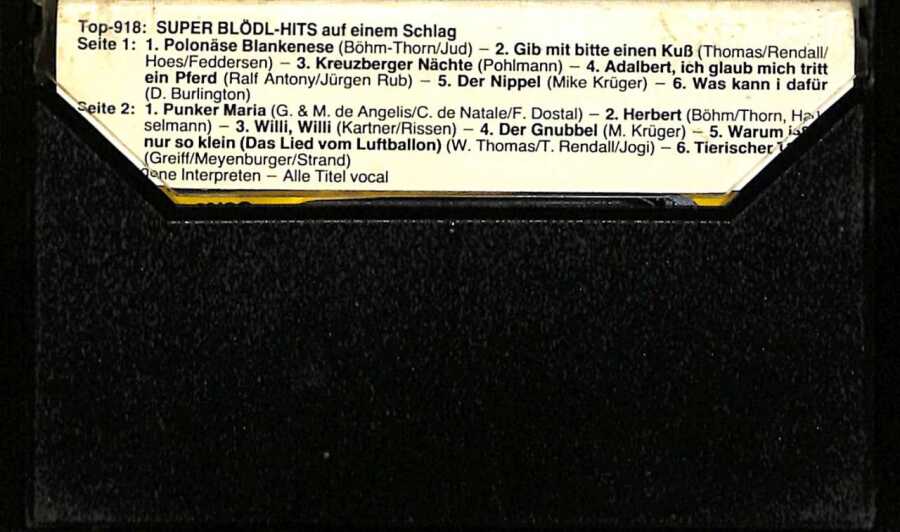 Top-918: SUPER BLÖDL-HITS auf einem Schlag
Seite 1: 1. Polonäse Blankenese (Böhm-Thorn/Jud) – 2. Gib mit bitte einen Kuß (Thomas/Rendall/
Hoes/Feddersen) – 3. Kreuzberger Nächte (Pohlmann) – 4. Adalbert, ich glaub mich tritt
ein Pferd (Ralf Antony/Jürgen Rub) – 5. Der Nippel (Mike Krüger) – 6. Was kann i dafür
(D. Burlington)
Seite 2: 1. Punker Maria (G. & M. de Angelis/C. de Natale/F. Dostal) – 2. Herbert (Böhm/Thorn,
selmann) – 3. Willi, Willi (Kartner/Rissen) – 4. Der Gnubbel (M. Krüger) – 5. Warum
nur so klein (Das Lied vom Luftballon) (W. Thomas/T. Rendall/Jogi) – 6. Tierischer
(Greiff/Meyenburger/Strand)
Interpreten – Alle Titel vocal